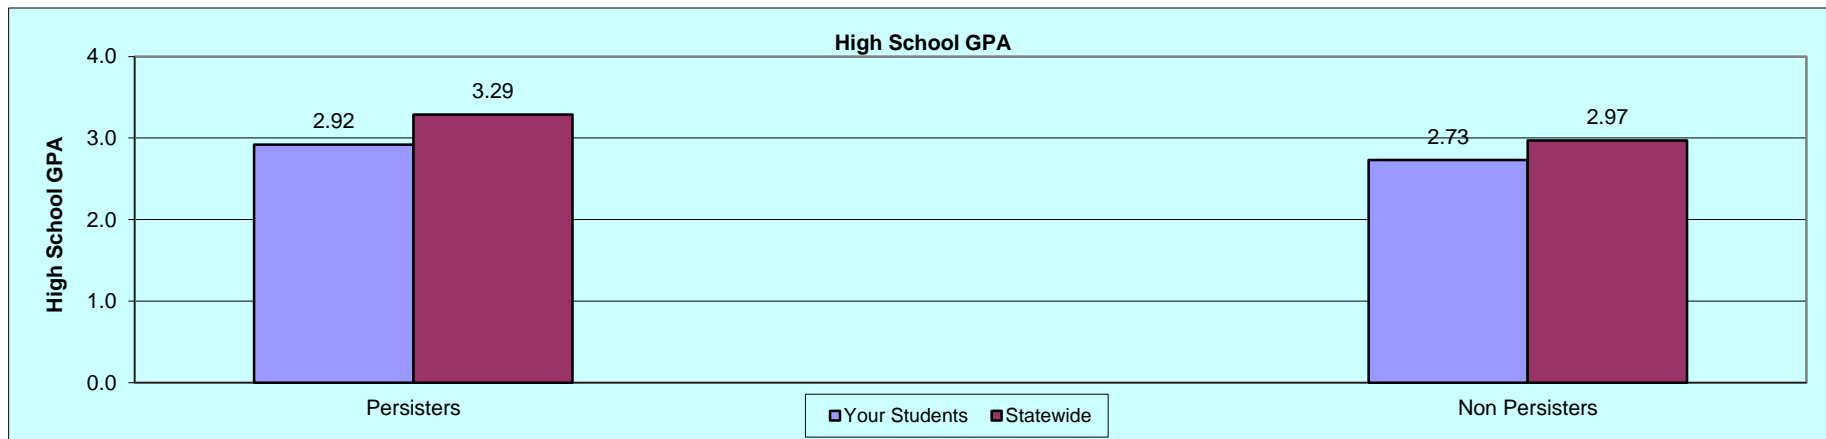 High School GPA
High School GPA
4.0
3.0
2.0
1.0
0.0
2.92
3.29
2.73
2.97
Persisters
Non Persisters
Your Students
Statewide